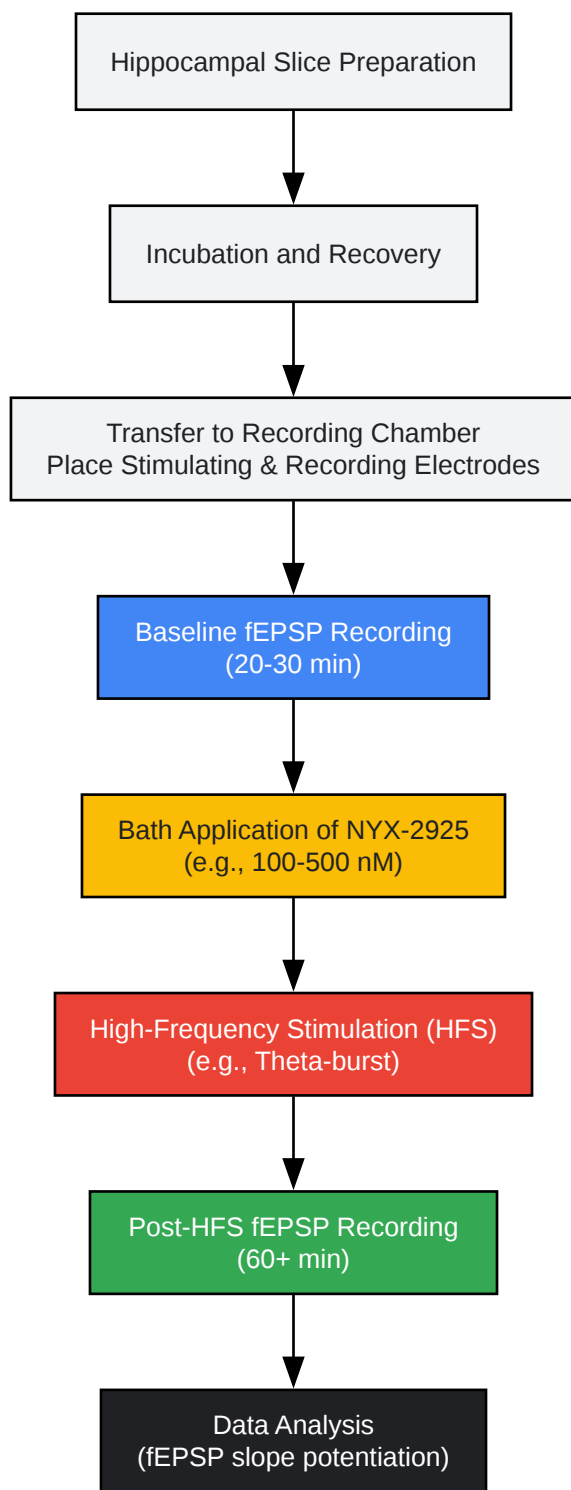 Hippocampal Slice Preparation
Incubation and Recovery
Transfer to Recording Chamber
Place Stimulating & Recording Electrodes
Baseline fEPSP Recording
(20-30 min)
Bath Application of NYX-2925
(e.g., 100-500 nM)
High-Frequency Stimulation (HFS)
(e.g., Theta-burst)
Post-HFS fEPSP Recording
(60+ min)
Data Analysis
(fEPSP slope potentiation)